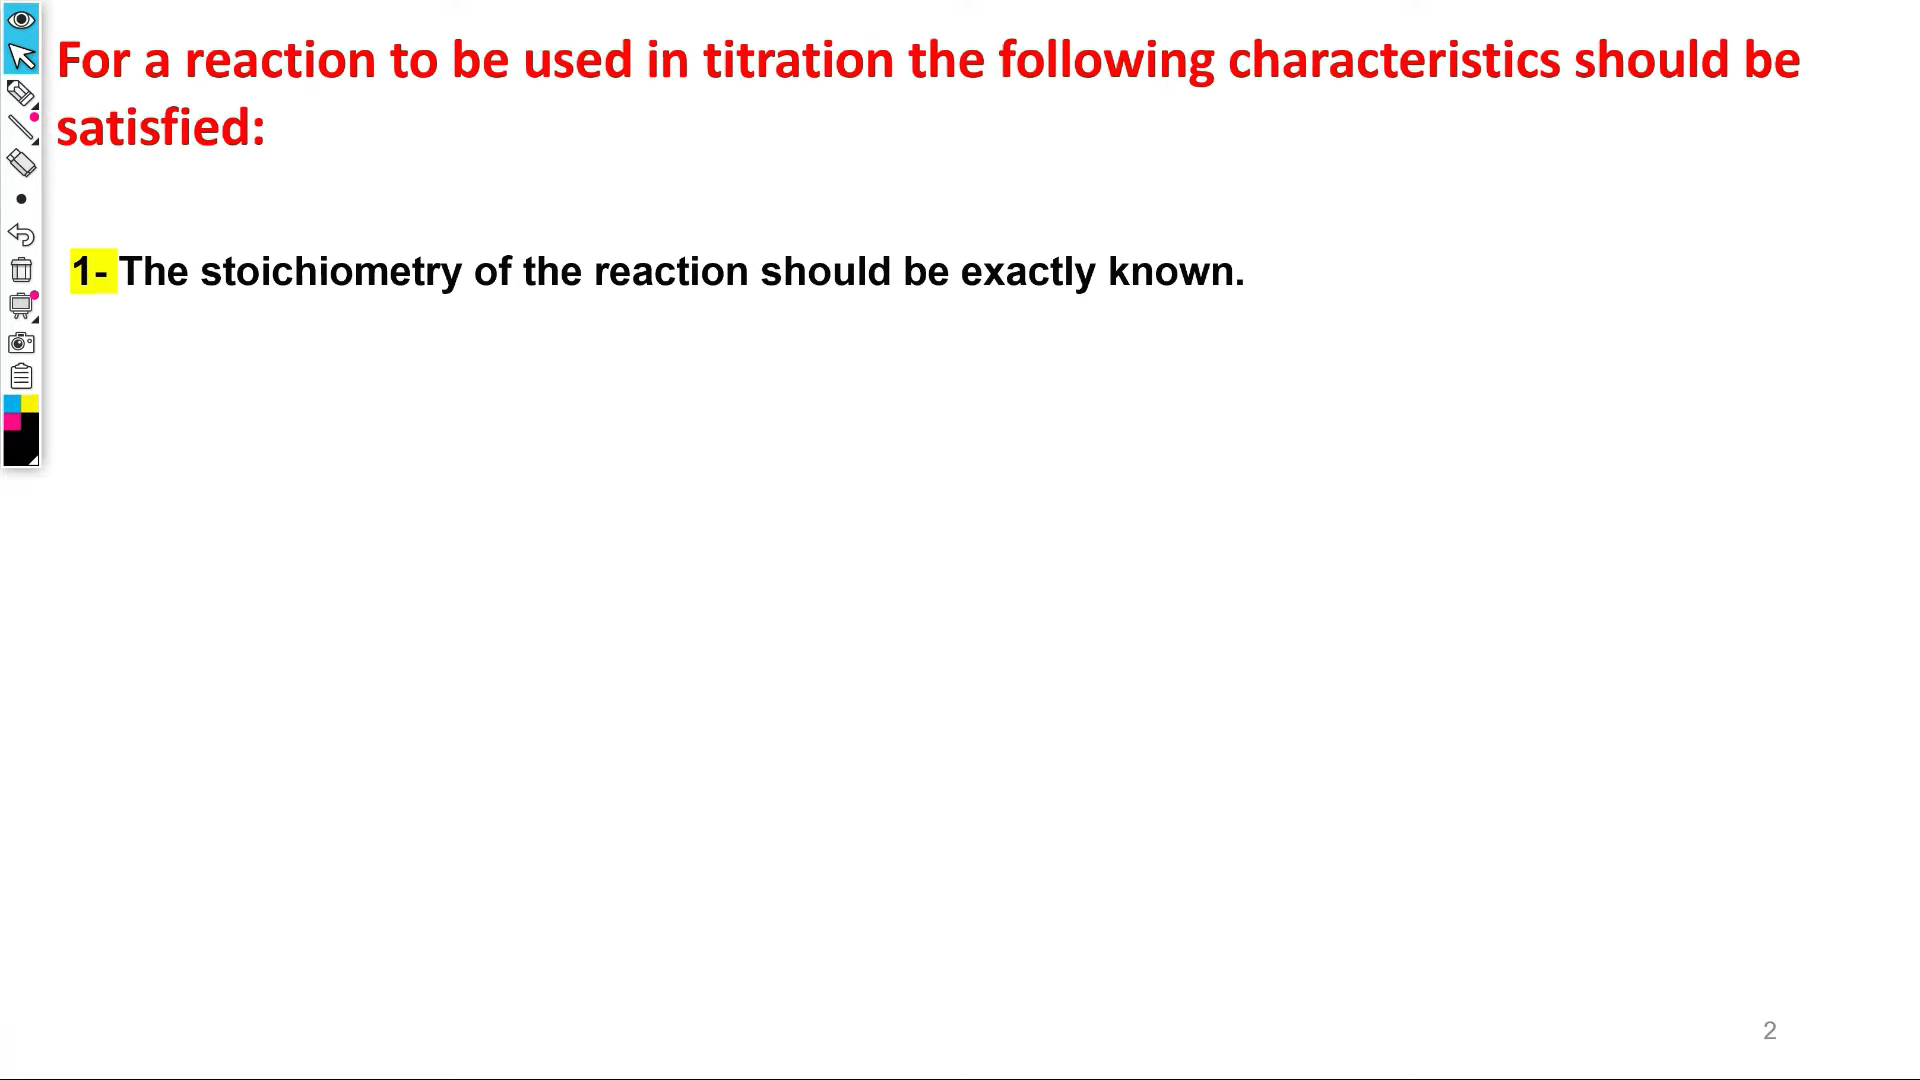 For a reaction to be used in titration the following characteristics should be
satisfied:
1- The stoichiometry of the reaction should be exactly known.
2